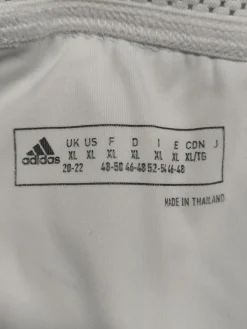 UK US F D I E CDN J
adidas XL XL XL XL XL XL XL/TG
20-22 48-50 46-48 52-54 46-48
MADE IN THAILAND